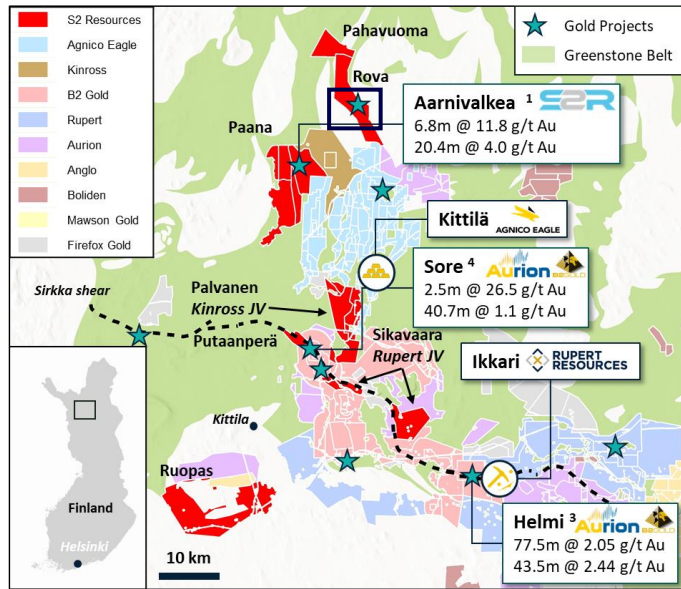 S2 Resources
Agnico Eagle
Kinross
B2 Gold
Rupert
Aurion
Anglo
Boliden
Mawson Gold
Firefox Gold
Gold Projects
Greenstone Belt
Pahavuoma
Rova
Paana
Aarnivalkea 1 S2R
6.8m @ 11.8 g/t Au
20.4m @ 4.0 g/t Au
Kittilä AGNICO EAGLE
Sore 4 Aurion B2GOLD
2.5m @ 26.5 g/t Au
40.7m @ 1.1 g/t Au
Sirkka shear
Palvanen
Kinross JV
Putaanperä
Sikavaara
Rupert JV
Ikkari RUPERT
RESOURCES
Kittila
Ruopas
Helmi 3 Aurion B2GOLD
77.5m @ 2.05 g/t Au
43.5m @ 2.44 g/t Au
Finland
Helsinki
10 km